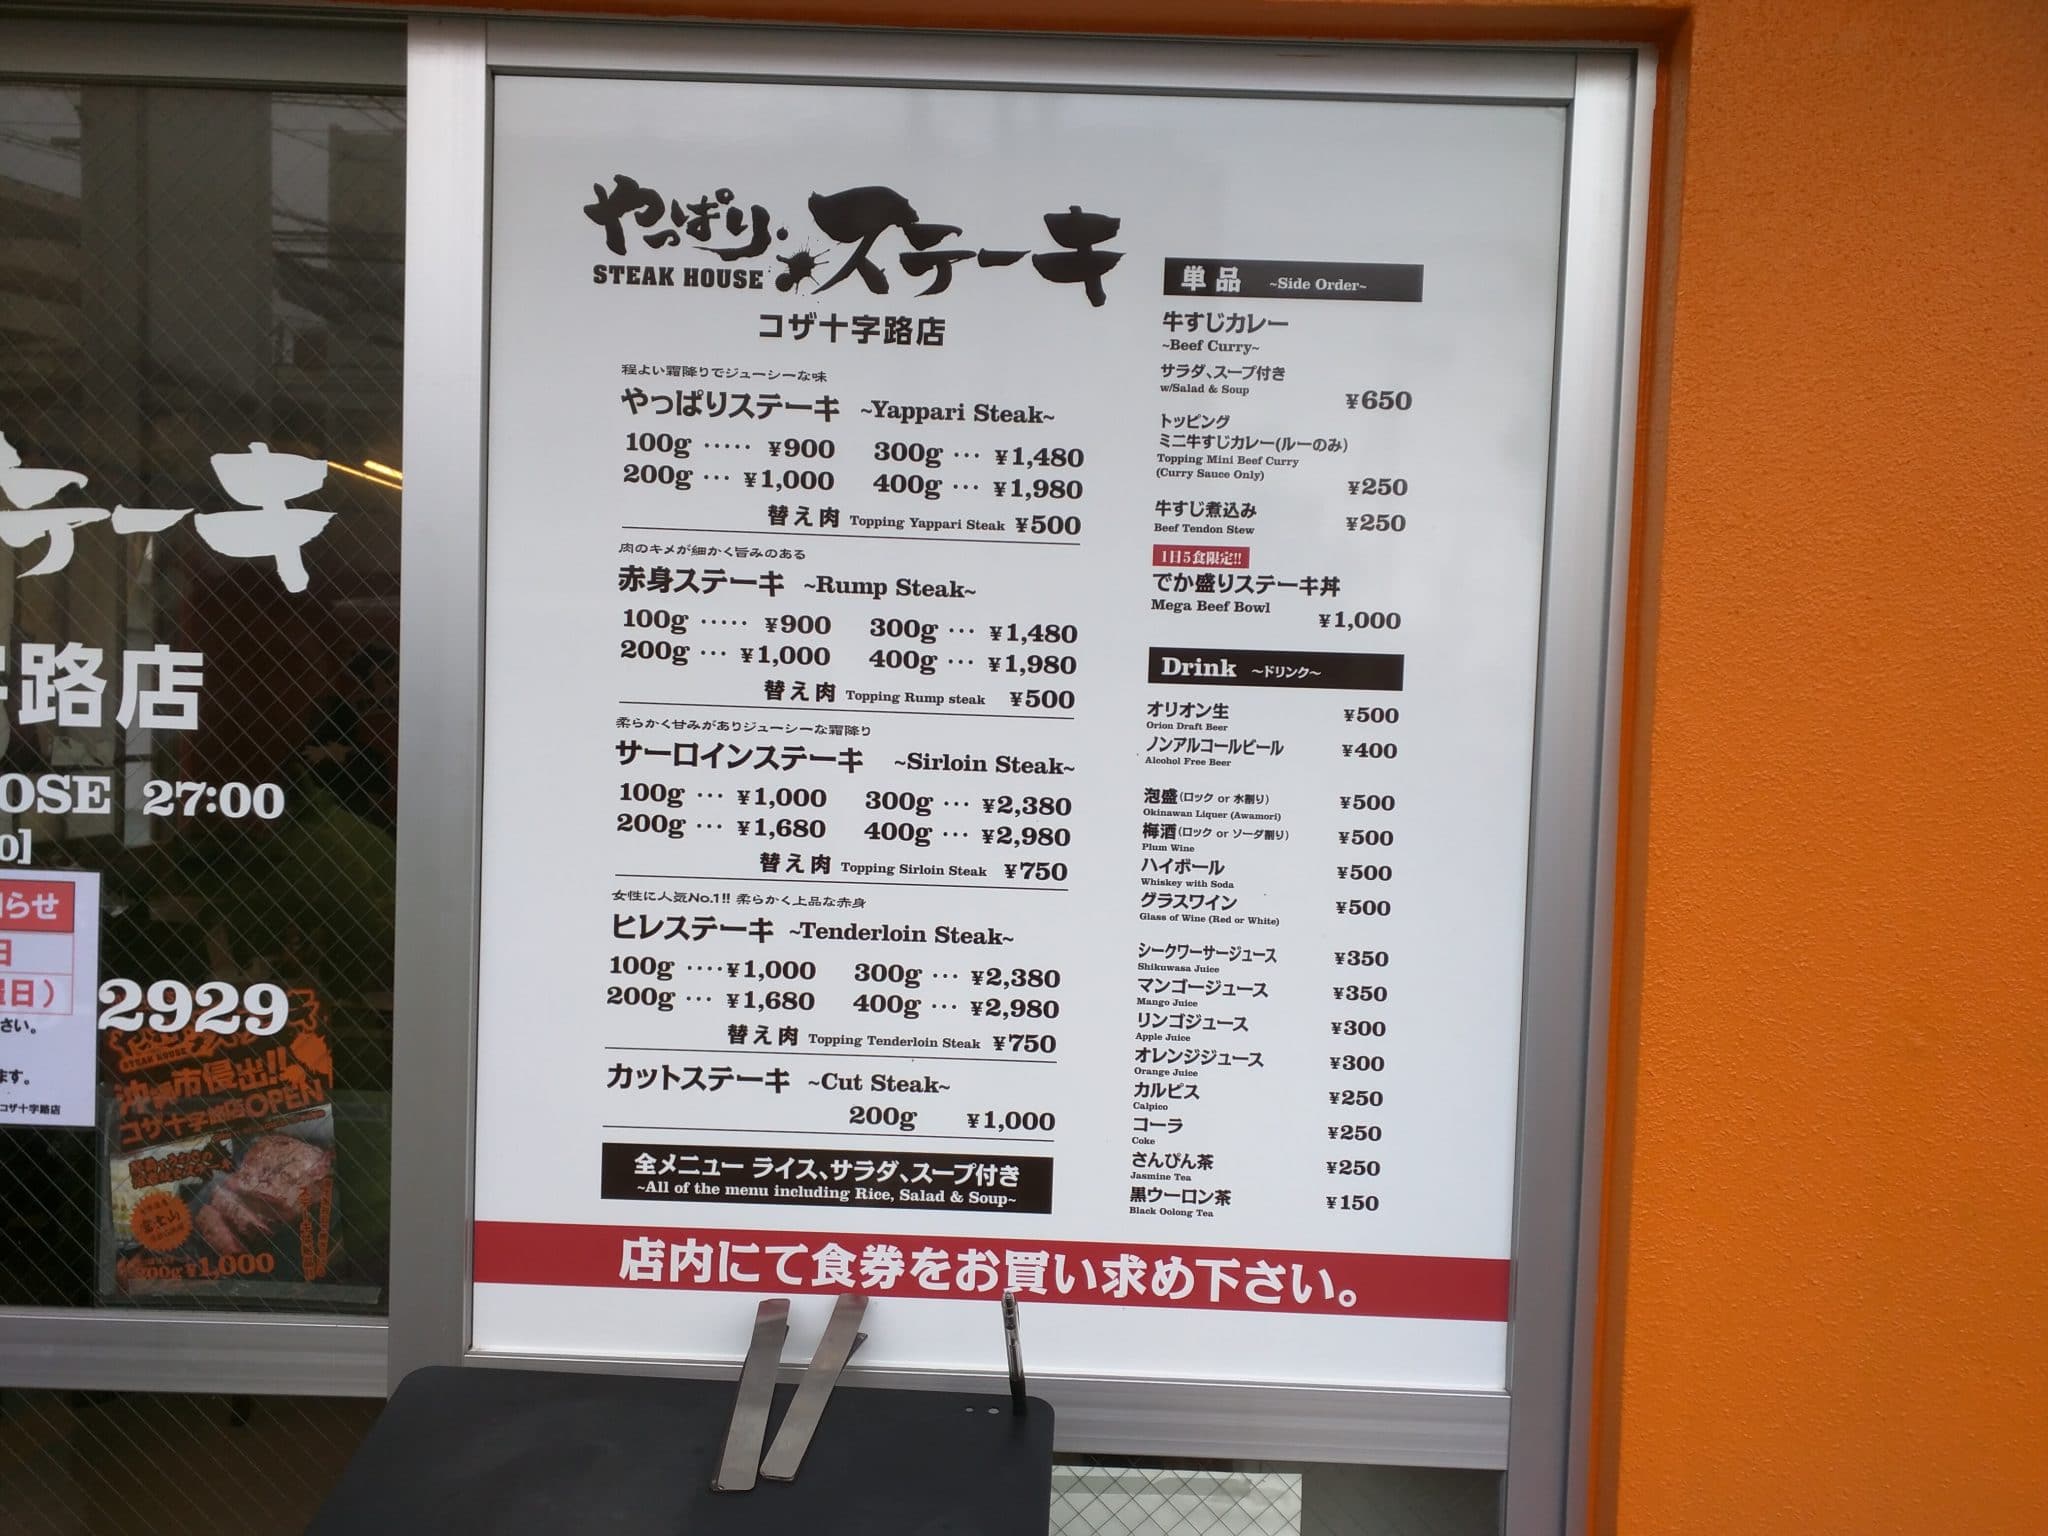 やっぱり.ステーキ
STEAK HOUSE
コザ十字路店
程よい霜降りでジューシーな味
やっぱりステーキ ~Yappari Steak~
100g ····· ¥900 300g ··· ¥1,480
200g ··· ¥1,000 400g ··· ¥1,980
替え肉 Topping Yappari Steak ¥500
肉のキメが細かく旨みのある
赤身ステーキ ~Rump Steak~
100g ····· ¥900 300g ··· ¥1,480
200g ··· ¥1,000 400g ··· ¥1,980
替え肉 Topping Rump steak ¥500
柔らかく甘みがありジューシーな霜降り
サーロインステーキ ~Sirloin Steak~
100g ··· ¥1,000 300g ··· ¥2,380
200g ··· ¥1,680 400g ··· ¥2,980
替え肉 Topping Sirloin Steak ¥750
女性に人気No.1!! 柔らかく上品な赤身
ヒレステーキ ~Tenderloin Steak~
100g ···· ¥1,000 300g ··· ¥2,380
200g ··· ¥1,680 400g ··· ¥2,980
替え肉 Topping Tenderloin Steak ¥750
カットステーキ ~Cut Steak~
200g ¥1,000
全メニュー ライス、サラダ、スープ付き
~All of the menu including Rice, Salad & Soup~
単品 ~Side Order~
牛すじカレー
~Beef Curry~
サラダ、スープ付き
w/Salad & Soup
¥650
トッピング
ミニ牛すじカレー(ルーのみ)
Topping Mini Beef Curry
(Curry Sauce Only)
¥250
牛すじ煮込み ¥250
Beef Tendon Stew
1日5食限定!!
でか盛りステーキ丼
Mega Beef Bowl
¥1,000
Drink ～ドリンク～
オリオン生 ¥500
Orion Draft Beer
ノンアルコールビール ¥400
Alcohol Free Beer
泡盛(ロック or 水割り) ¥500
Okinawan Liquer (Awamori)
梅酒(ロック or ソーダ割り) ¥500
Plum Wine
ハイボール ¥500
Whiskey with Soda
グラスワイン ¥500
Glass of Wine (Red or White)
シークワーサージュース ¥350
Shikuwasa Juice
マンゴージュース ¥350
Mango Juice
リンゴジュース ¥300
Apple Juice
オレンジジュース ¥300
Orange Juice
カルピス ¥250
Calpico
コーラ ¥250
Coke
さんぴん茶 ¥250
Jasmine Tea
黒ウーロン茶 ¥150
Black Oolong Tea
店内にて食券をお買い求め下さい。
テーキ
字路店
OSE 27:00
0]
らせ
日
曜日）
2929
さい。
ます。
コザ十字路店
STEAK HOUSE
沖縄市侵出!!
コザ十字路店OPEN
富士山
200g ¥1,000